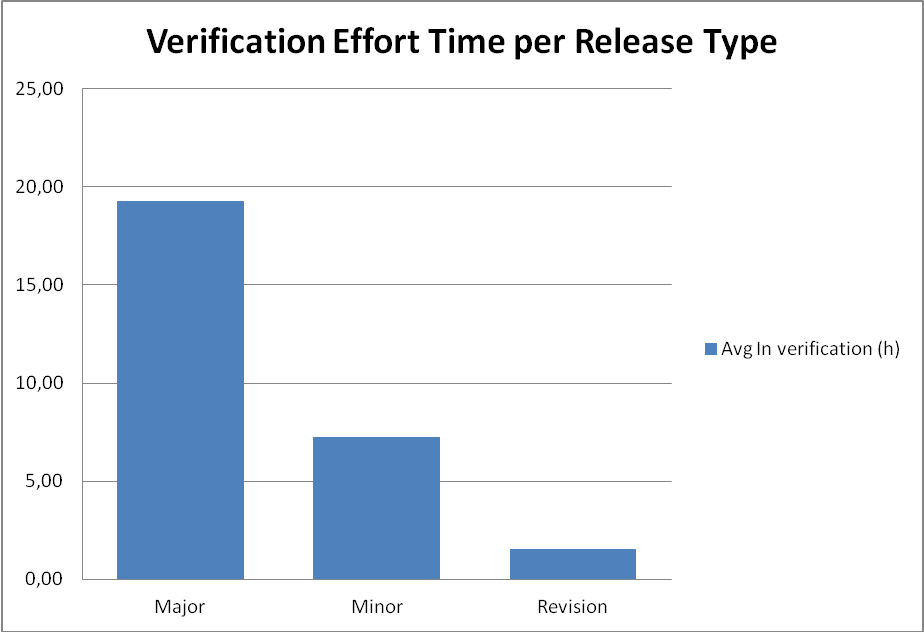 Verification Effort Time per Release Type
25,00
20,00
15,00
10,00
5,00
0,00
Major Minor Revision
Avg In verification (h)